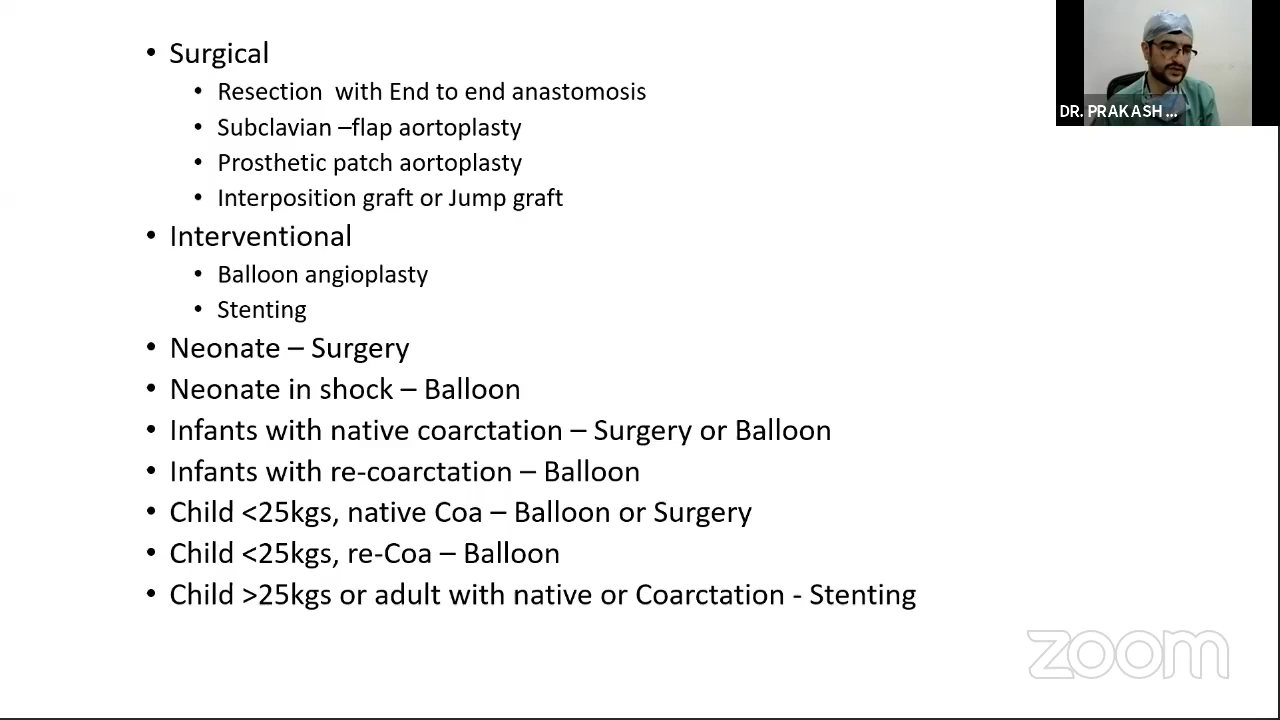 • Surgical
• Resection with End to end anastomosis
• Subclavian –flap aortoplasty
• Prosthetic patch aortoplasty
• Interposition graft or Jump graft
• Interventional
• Balloon angioplasty
• Stenting
• Neonate – Surgery
• Neonate in shock – Balloon
• Infants with native coarctation – Surgery or Balloon
• Infants with re-coarctation – Balloon
• Child <25kgs, native Coa – Balloon or Surgery
• Child <25kgs, re-Coa – Balloon
• Child >25kgs or adult with native or Coarctation - Stenting
DR. PRAKASH ...
zoom